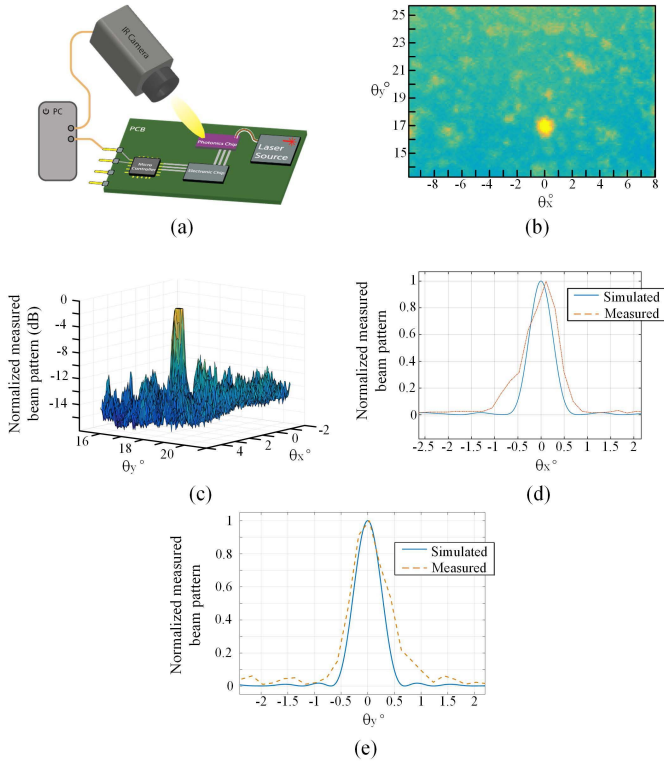 IR Camera
PC
PCB
Photonics Chip
Laser
Source
Micro
Controller
Electronic Chip
(a)
θy°
25
23
21
19
17
15
-8 -6 -4 -2 0 2 4 6 8
θx°
(b)
Normalized measured
beam pattern (dB)
0
-4
-8
-12
-14
16
18
20
θy°
4
2
0
-2
θx°
(c)
Normalized measured
beam pattern
1
0.8
0.6
0.4
0.2
0
-2.5 -2 -1.5 -1 -0.5 0 0.5 1 1.5 2
θx°
Simulated
Measured
(d)
Normalized measured
beam pattern
1
0.8
0.6
0.4
0.2
0
-2 -1.5 -1 -0.5 0 0.5 1 1.5 2
θy°
Simulated
Measured
(e)